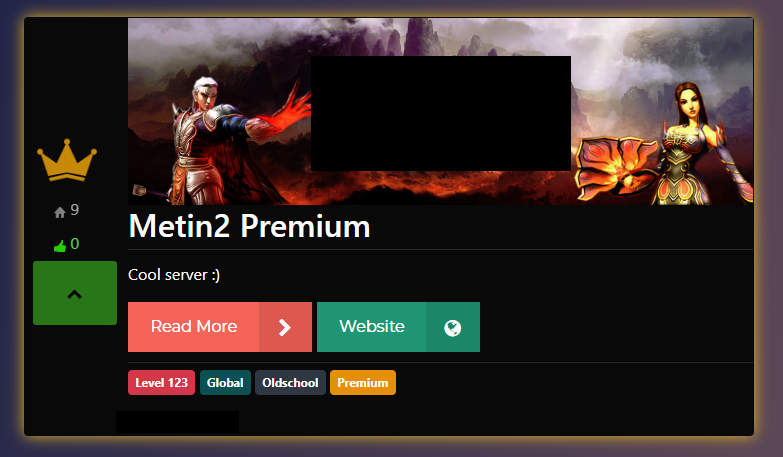 9
0
Metin2 Premium
Cool server :)
Read More
Website
Level 123
Global
Oldschool
Premium